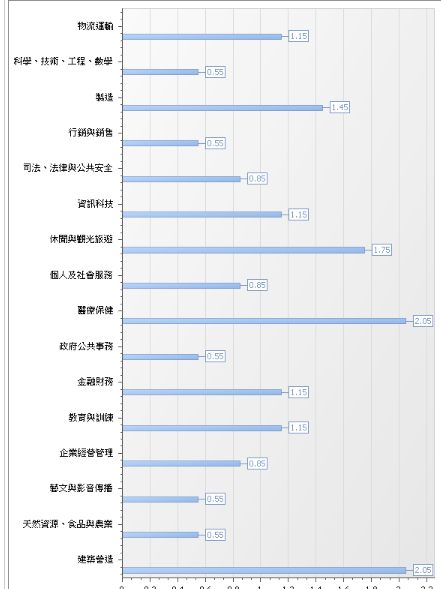 物流運輸
1.15
科學、技術、工程、數學
0.55
製造
1.45
行銷與銷售
0.55
司法、法律與公共安全
0.85
資訊科技
1.15
休閒與觀光旅遊
1.75
個人及社會服務
0.85
醫療保健
2.05
政府公共事務
0.55
金融財務
1.15
教育與訓練
1.15
企業經營管理
0.85
藝文與影音傳播
0.55
天然資源、食品與農業
0.55
建築營造
2.05